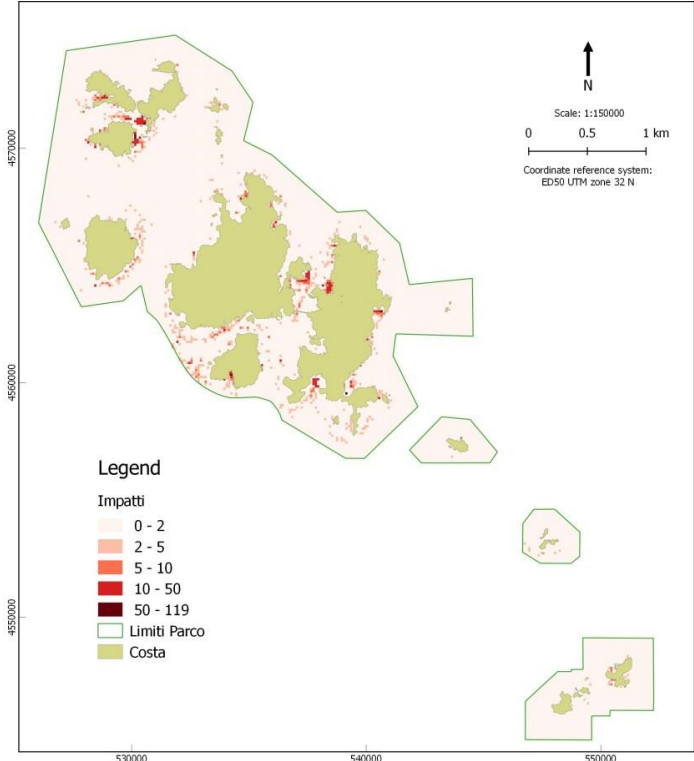 N
Scale: 1:150000
0 0.5 1 km
Coordinate reference system:
ED50 UTM zone 32 N
4570000
4560000
4550000
Legend
Impatti
0 - 2
2 - 5
5 - 10
10 - 50
50 - 119
Limiti Parco
Costa
530000 540000 550000